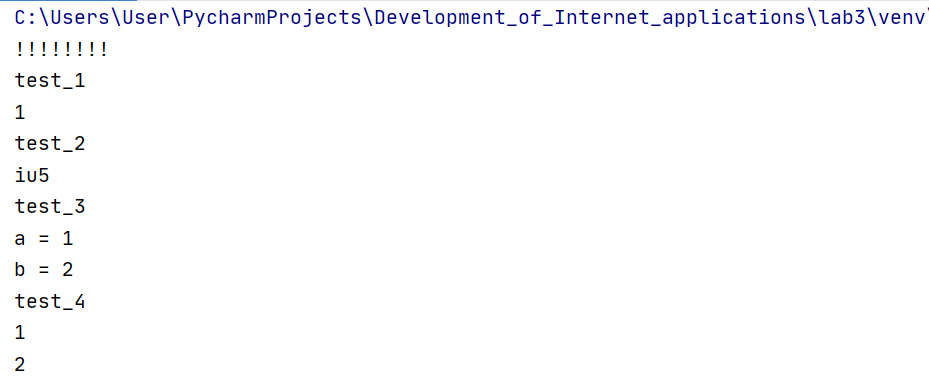 C:\Users\User\PycharmProjects\Development_of_Internet_applications\lab3\venv\
!!!!!!!!
test_1
1
test_2
iu5
test_3
a = 1
b = 2
test_4
1
2